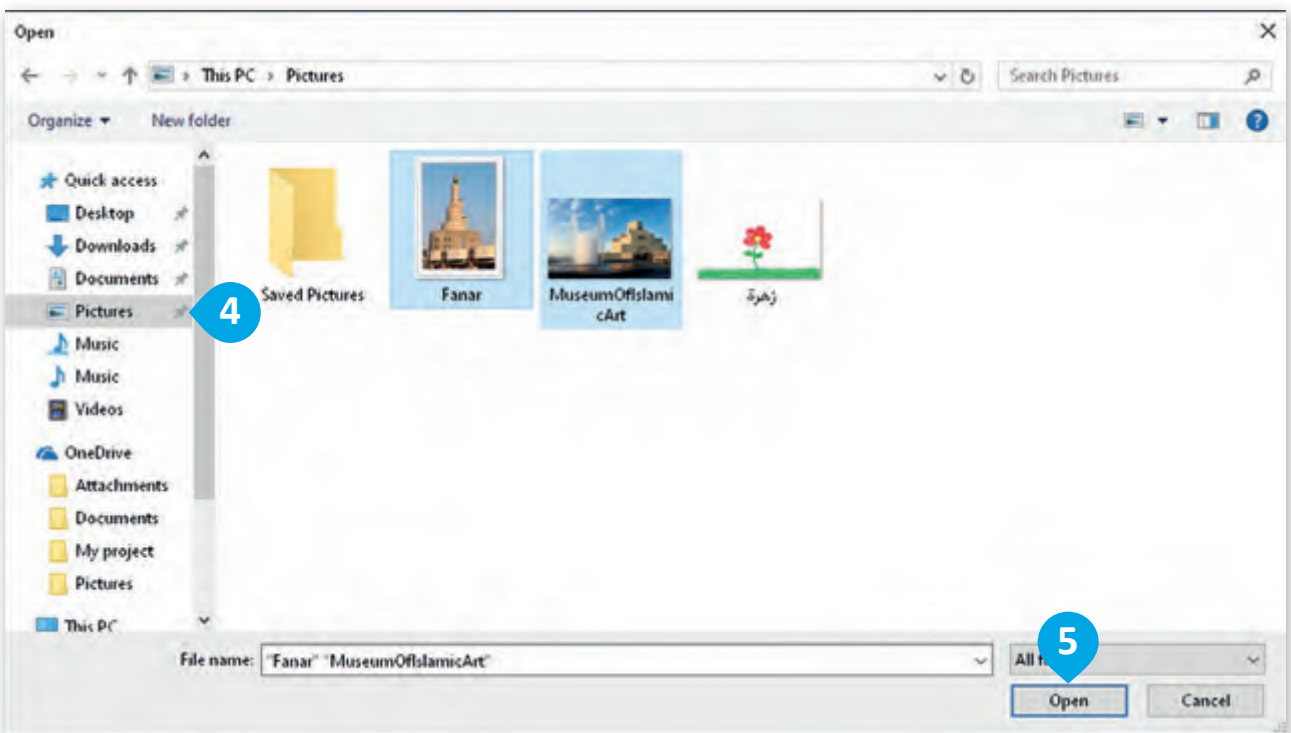 Open
This PC > Pictures
Search Pictures
Organize
New folder
Quick access
Desktop
Downloads
Documents
Pictures
4
Music
Music
Videos
OneDrive
Attachments
Documents
My project
Pictures
This PC
Saved Pictures
Fanar
MuseumOfIslami
cArt
زهرة
File name: "Fanar" "MuseumOfIslamicArt"
All
5
Open
Cancel